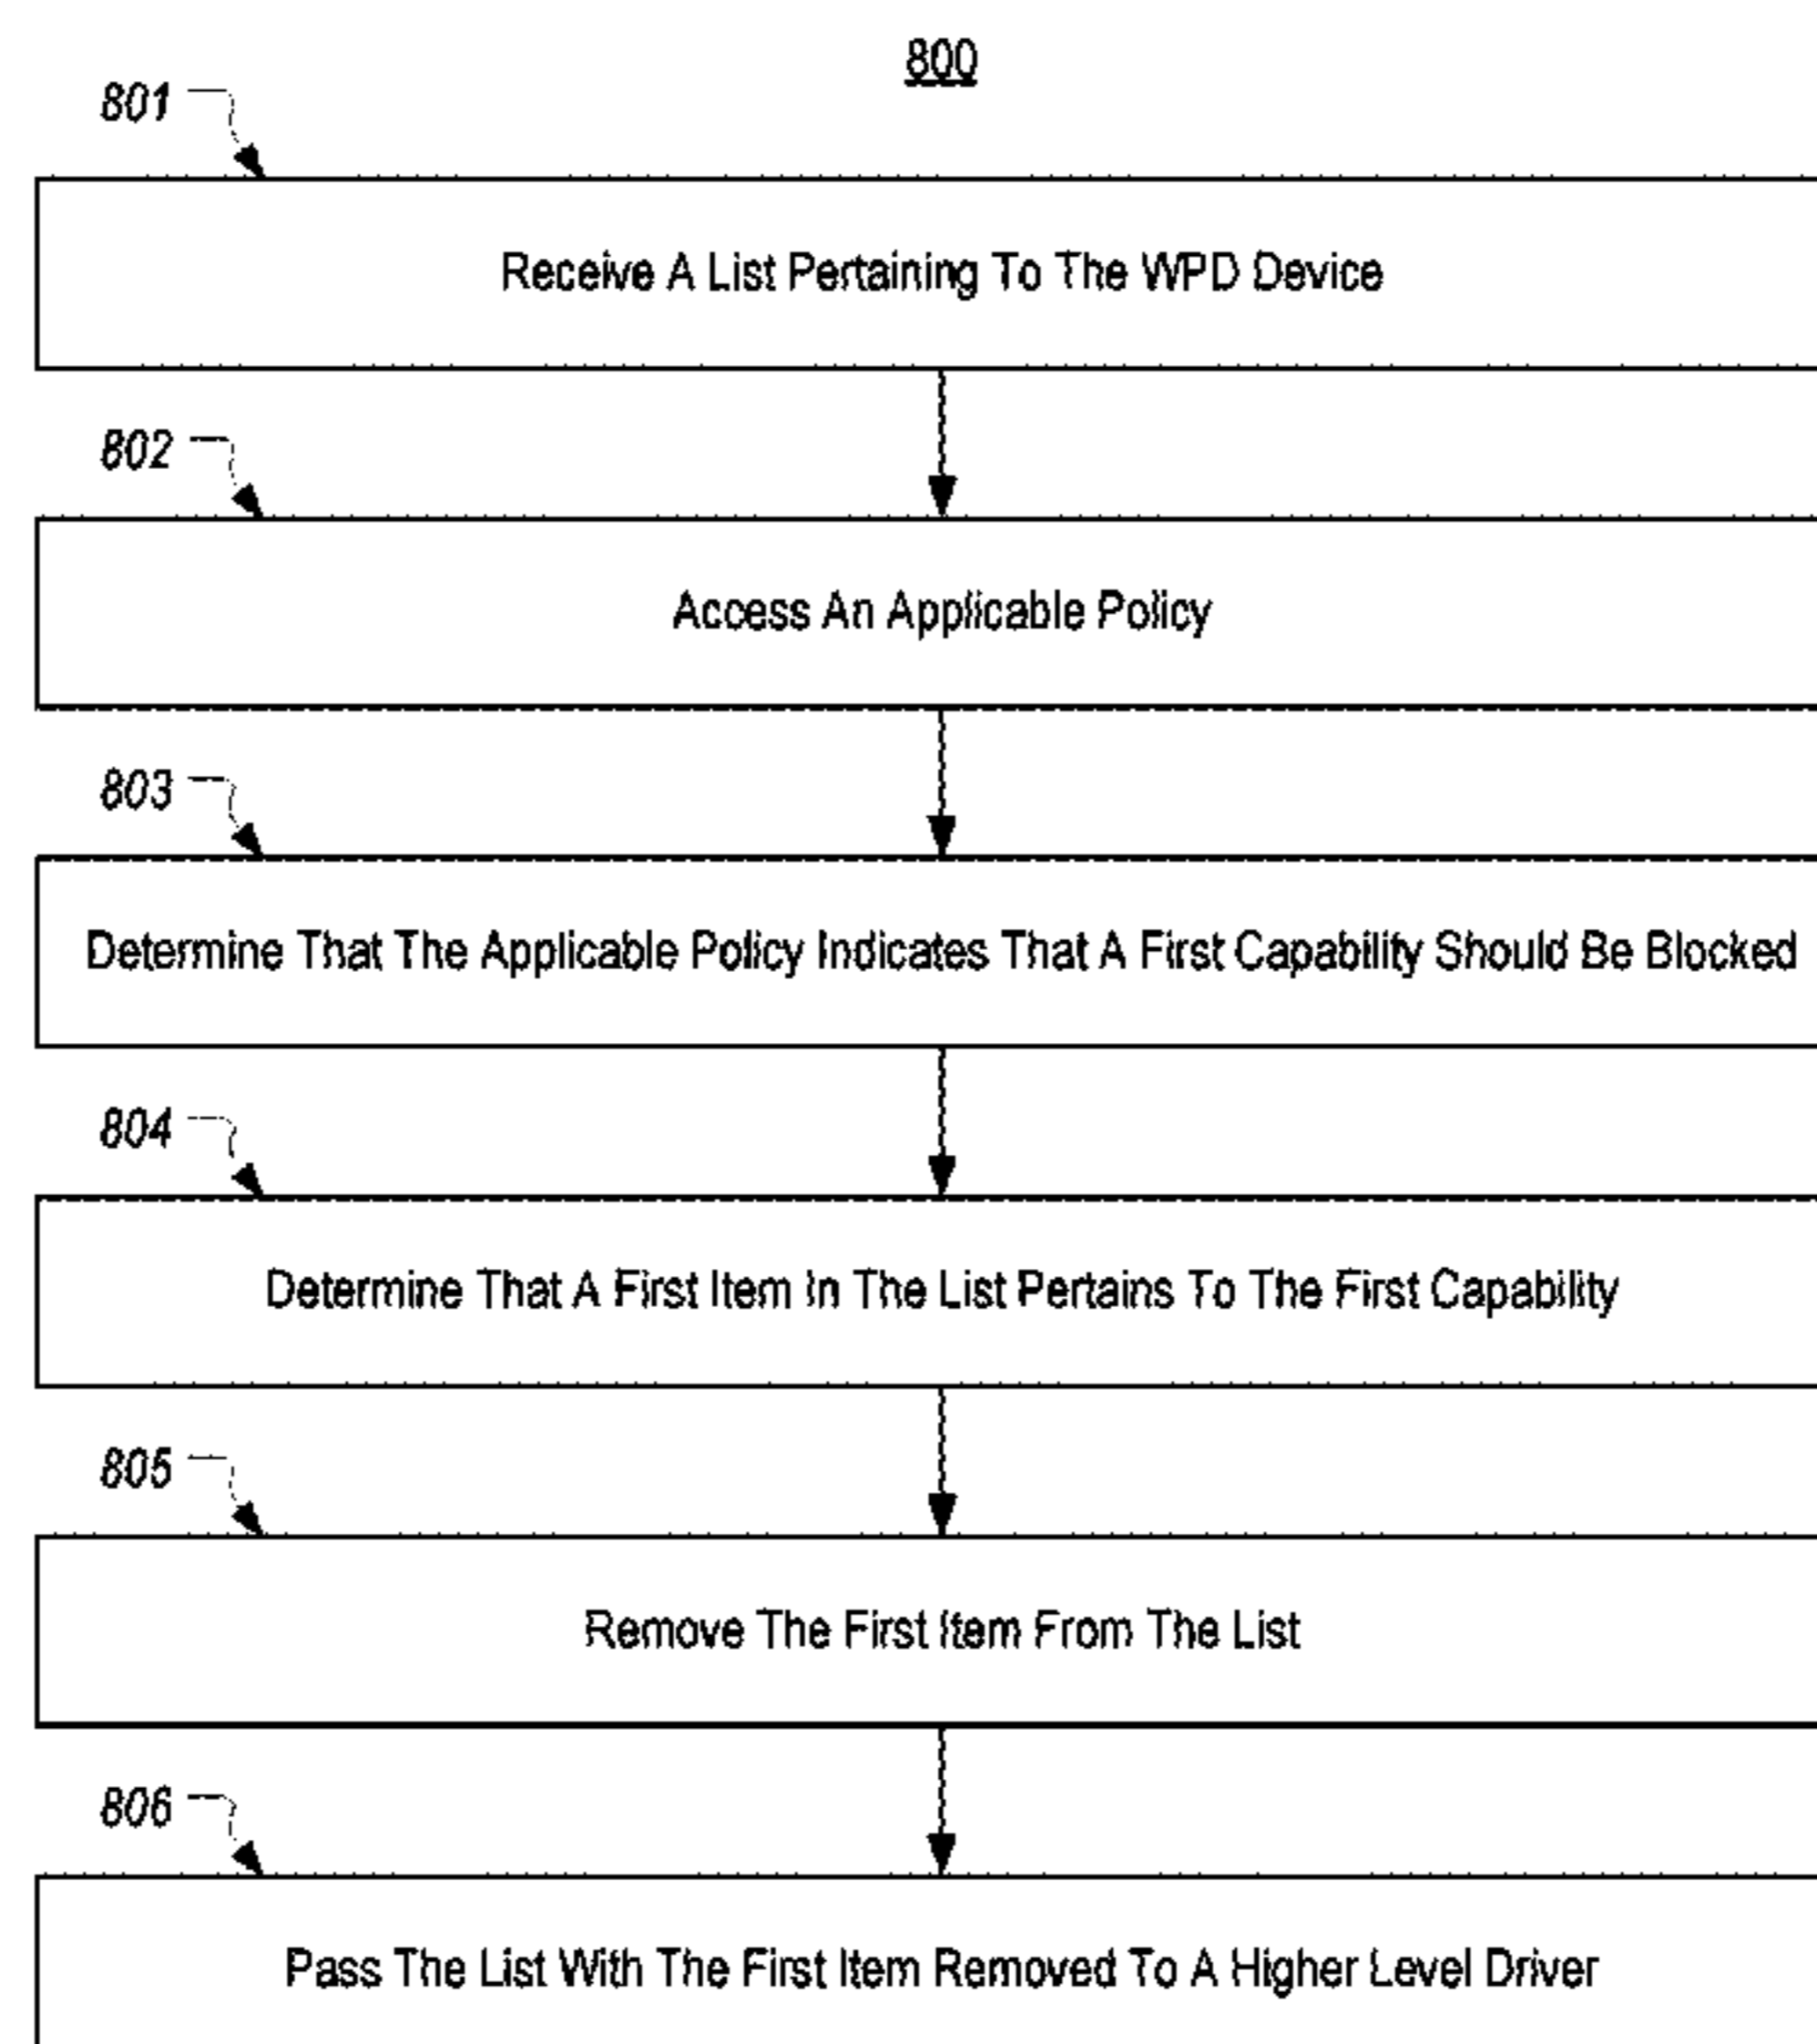 800
801
Receive A List Pertaining To The WPD Device
802
Access An Applicable Policy
803
Determine That The Applicable Policy Indicates That A First Capability Should Be Blocked
804
Determine That A First Item In The List Pertains To The First Capability
805
Remove The First Item From The List
806
Pass The List With The First Item Removed To A Higher Level Driver